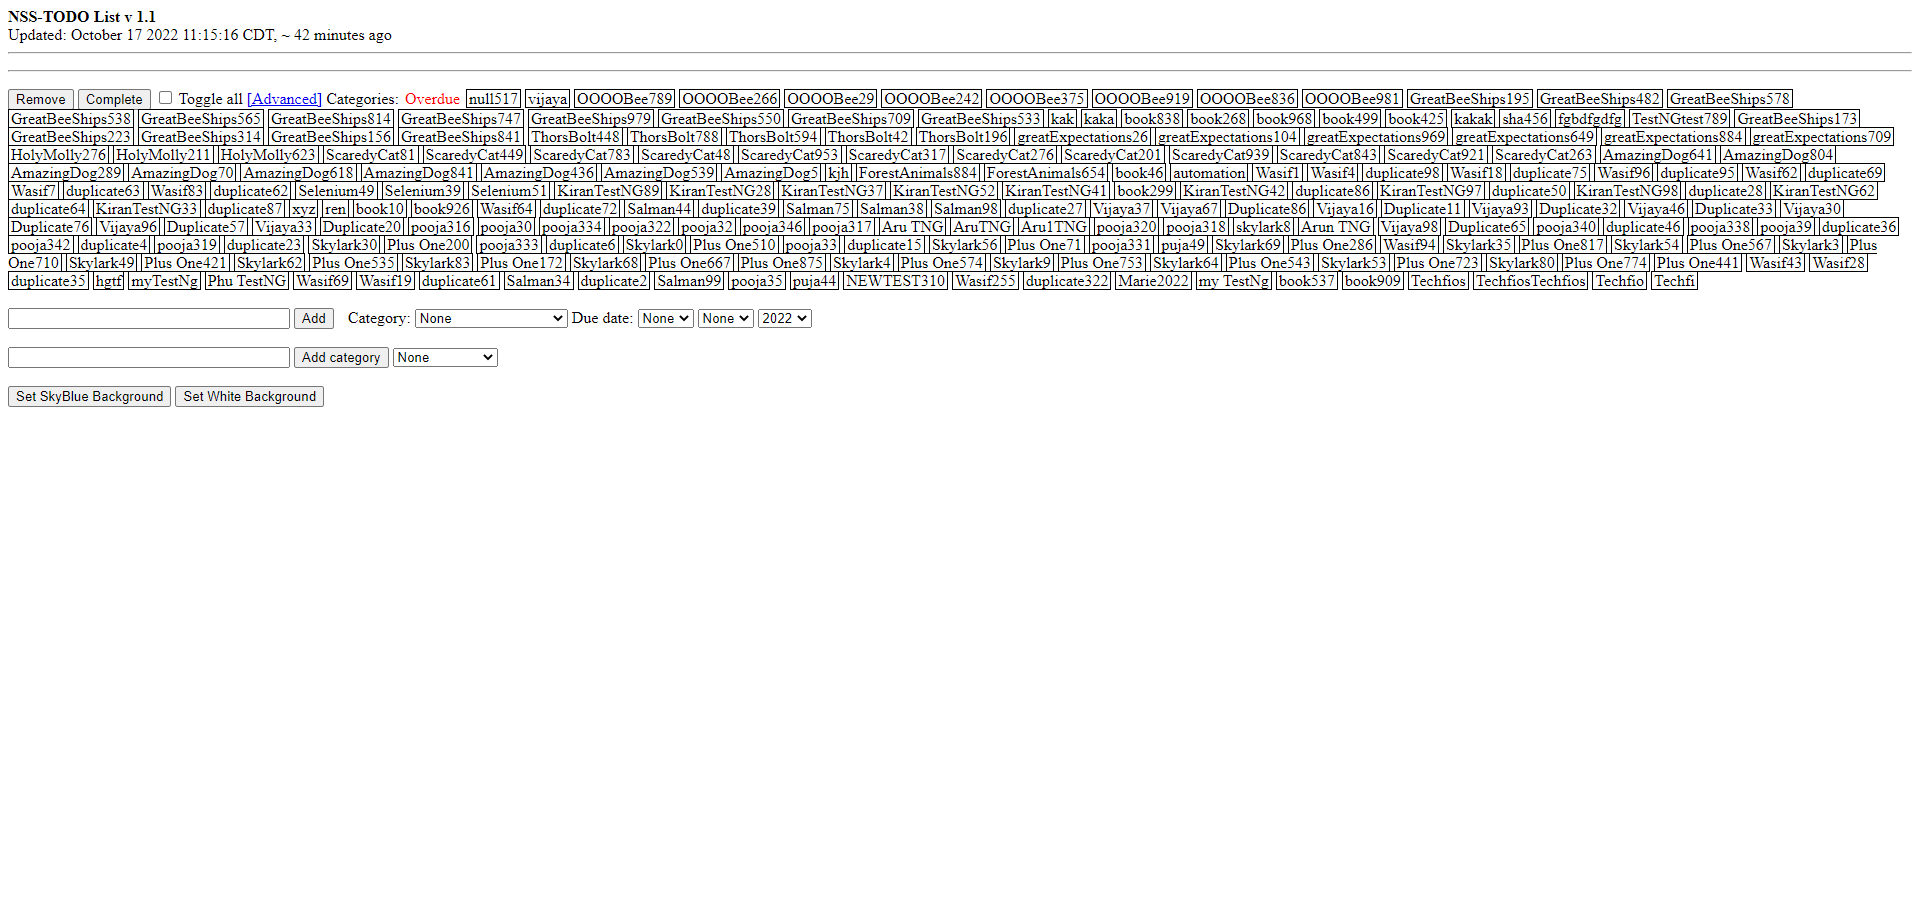 NSS-TODO List v 1.1
Updated: October 17 2022 11:15:16 CDT, ~ 42 minutes ago
Remove Complete Toggle all [Advanced] Categories: Overdue null517 vijaya OOOOBee789 OOOOBee266 OOOOBee29 OOOOBee242 OOOOBee375 OOOOBee919 OOOOBee836 OOOOBee981 GreatBeeShips195 GreatBeeShips482 GreatBeeShips578
GreatBeeShips538 GreatBeeShips565 GreatBeeShips814 GreatBeeShips747 GreatBeeShips979 GreatBeeShips550 GreatBeeShips709 GreatBeeShips533 kak kaka book838 book268 book968 book499 book425 kakak sha456 fgbdfgdfg TestNGtest789 GreatBeeShips173
GreatBeeShips223 GreatBeeShips314 GreatBeeShips156 GreatBeeShips841 ThorsBolt448 ThorsBolt788 ThorsBolt594 ThorsBolt42 ThorsBolt196 greatExpectations26 greatExpectations104 greatExpectations969 greatExpectations649 greatExpectations884 greatExpectations709
HolyMolly276 HolyMolly211 HolyMolly623 ScaredyCat81 ScaredyCat449 ScaredyCat783 ScaredyCat48 ScaredyCat953 ScaredyCat317 ScaredyCat276 ScaredyCat201 ScaredyCat939 ScaredyCat843 ScaredyCat921 ScaredyCat263 AmazingDog641 AmazingDog804
AmazingDog289 AmazingDog70 AmazingDog618 AmazingDog841 AmazingDog436 AmazingDog539 AmazingDog5 kjh ForestAnimals884 ForestAnimals654 book46 automation Wasif1 Wasif4 duplicate98 Wasif18 duplicate75 Wasif96 duplicate95 Wasif62 duplicate69
Wasif7 duplicate63 Wasif83 duplicate62 Selenium49 Selenium39 Selenium51 KiranTestNG89 KiranTestNG28 KiranTestNG37 KiranTestNG52 KiranTestNG41 book299 KiranTestNG42 duplicate86 KiranTestNG97 duplicate50 KiranTestNG98 duplicate28 KiranTestNG62
duplicate64 KiranTestNG33 duplicate87 xyz ren book10 book926 Wasif64 duplicate72 Salman44 duplicate39 Salman75 Salman38 Salman98 duplicate27 Vijaya37 Vijaya67 Duplicate86 Vijaya16 Duplicate11 Vijaya93 Duplicate32 Vijaya46 Duplicate33 Vijaya30
Duplicate76 Vijaya96 Duplicate57 Vijaya33 Duplicate20 pooja316 pooja30 pooja334 pooja322 pooja32 pooja346 pooja317 Aru TNG AruTNG Aru1TNG pooja320 pooja318 skylark8 Arun TNG Vijaya98 Duplicate65 pooja340 duplicate46 pooja338 pooja39 duplicate36
pooja342 duplicate4 pooja319 duplicate23 Skylark30 Plus One200 pooja333 duplicate6 Skylark0 Plus One510 pooja33 duplicate15 Skylark56 Plus One71 pooja331 puja49 Skylark69 Plus One286 Wasif94 Skylark35 Plus One817 Skylark54 Plus One567 Skylark3 Plus
One710 Skylark49 Plus One421 Skylark62 Plus One535 Skylark83 Plus One172 Skylark68 Plus One667 Plus One875 Skylark4 Plus One574 Skylark9 Plus One753 Skylark64 Plus One543 Skylark53 Plus One723 Skylark80 Plus One774 Plus One441 Wasif43 Wasif28
duplicate35 hgtf myTestNg Phu TestNG Wasif69 Wasif19 duplicate61 Salman34 duplicate2 Salman99 pooja35 puja44 NEWTEST310 Wasif255 duplicate322 Marie2022 my TestNg book537 book909 Techfios TechfiosTechfios Techfio Techfi
Add Category: None Due date: None None 2022
Add category None
Set SkyBlue Background Set White Background